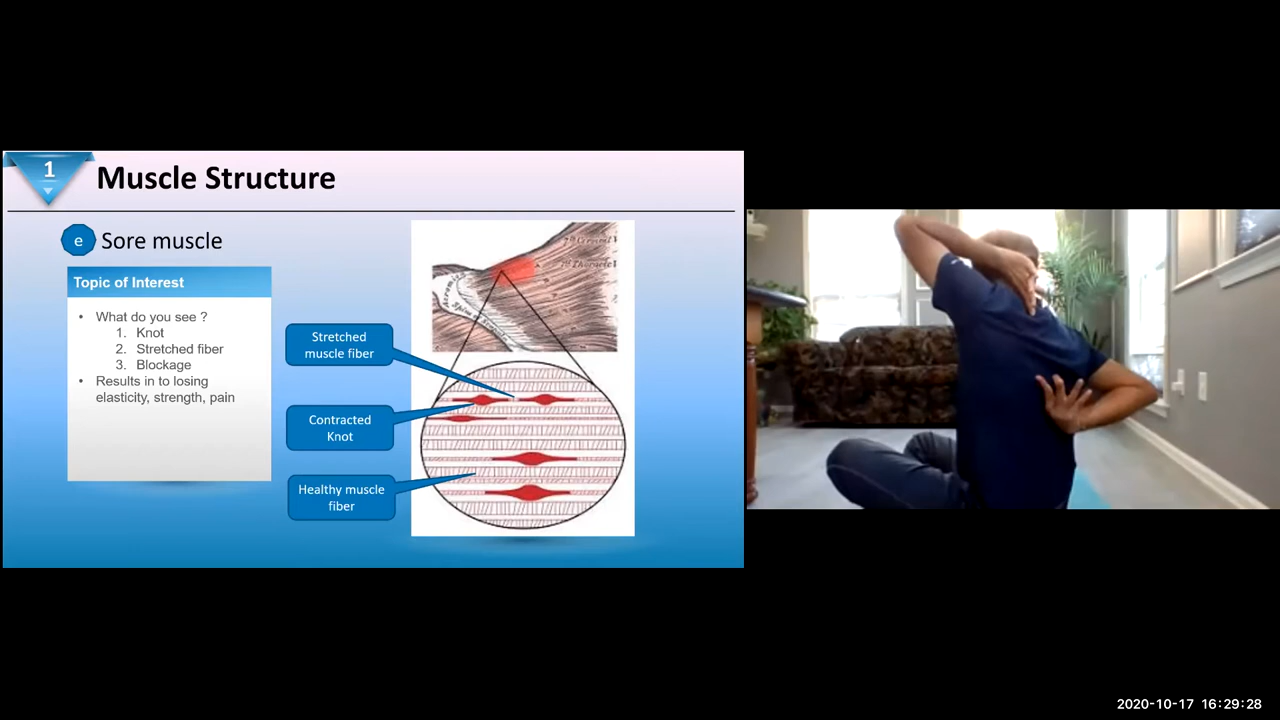 1
Muscle Structure
e
Sore muscle
Topic of Interest
• What do you see ?
1. Knot
2. Stretched fiber
3. Blockage
• Results in to losing
elasticity, strength, pain
Stretched
muscle fiber
Contracted
Knot
Healthy muscle
fiber
2020-10-17 16:29:28